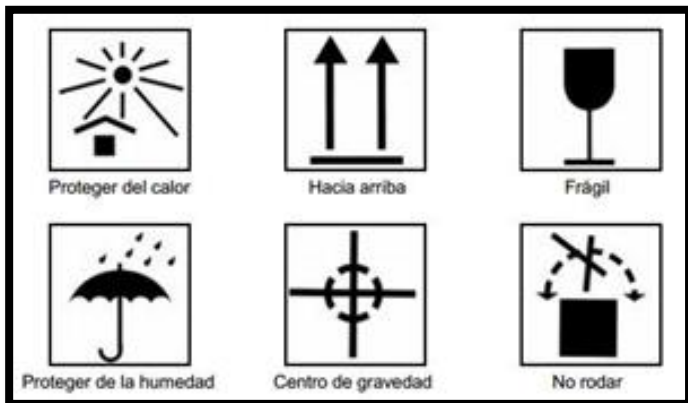 Proteger del calor
Hacia arriba
Frágil
Proteger de la humedad
Centro de gravedad
No rodar